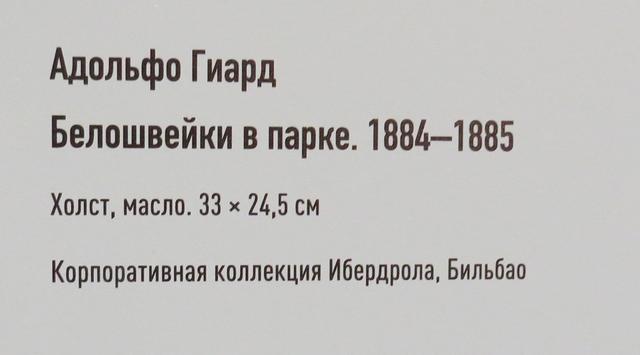 Адольфо Гиард
Белошвейки в парке. 1884–1885
Холст, масло. 33 × 24,5 см
Корпоративная коллекция Ибердрола, Бильбао